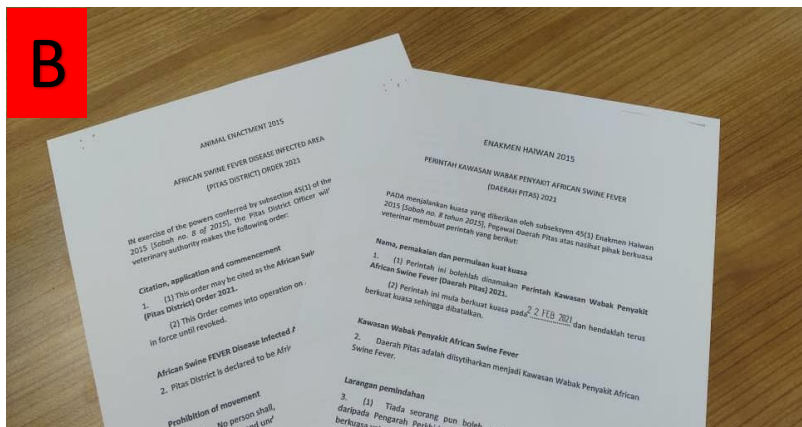 B
ANIMAL ENACTMENT 2015
AFRICAN SWINE FEVER DISEASE INFECTED AREA
(PITAS DISTRICT) ORDER 2021
IN exercise of the powers conferred by subsection 45(1) of the
2015 [Sabah no. 8 of 2015], the Pitas District Officer
veterinary authority makes the following order:
Citation, application and commencement
1. (1) This order may be cited as the African
(Pitas District) Order 2021.
(2) This Order comes into operation on
in force until revoked.
African Swine FEVER Disease Infected
2. Pitas District is declared to be
Prohibition of movement
No person shall,
ENAKMEN HAIWAN 2015
PERINTAH KAWASAN WABAK PENYAKIT AFRICAN SWINE FEVER
(DAERAH PITAS) 2021
PADA menjalankan kuasa yang diberikan oleh subseksyen 45(1) Enakmen Haiwan
2015 [Sabah no. 8 tahun 2015], Pegawai Daerah Pitas atas nasihat pihak berkuasa
veterinar membuat perintah yang berikut:
Nama, pemakaian dan permulaan kuat kuasa
1. (1) Perintah ini bolehlah dinamakan Perintah Kawasan Wabak Penyakit
African Swine Fever (Daerah Pitas) 2021.
(2) Perintah ini mula berkuat kuasa pada 22 FEB 2021 dan hendaklah terus
berkuat kuasa sehingga dibatalkan.
Kawasan Wabak Penyakit African Swine Fever
2. Daerah Pitas adalah diisytiharkan menjadi Kawasan Wabak Penyakit African
Swine Fever.
Larangan pemindahan
3. (1) Tiada seorang pun
daripada Pengarah